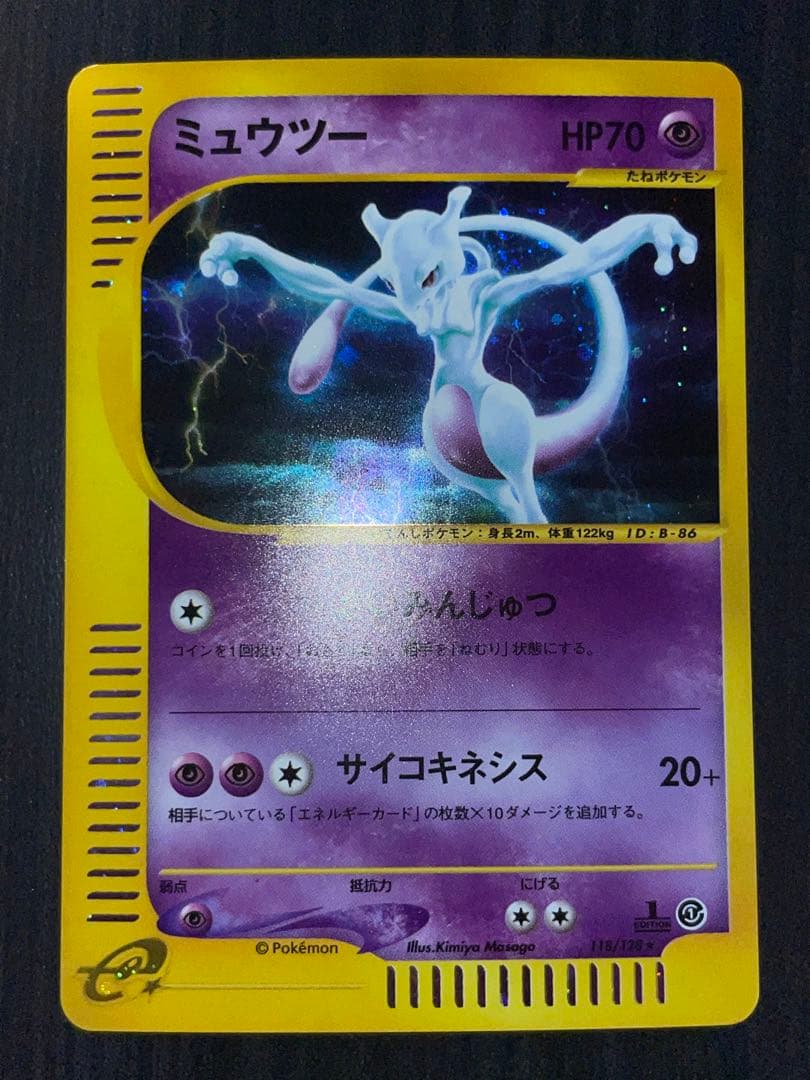 ミュウツー HP70
たねポケモン
んしポケモン：身長2m、体重122kg ID:B-86
みんじゅつ
コインを1回投げ、「お 相手を「ねむり」状態にする。
サイコキネシス 20+
相手についている「エネルギーカード」の枚数×10ダメージを追加する。
弱点 抵抗力 にげる
1 EDITION
©Pokémon Illus.Kimiya Masago 118/128★
e